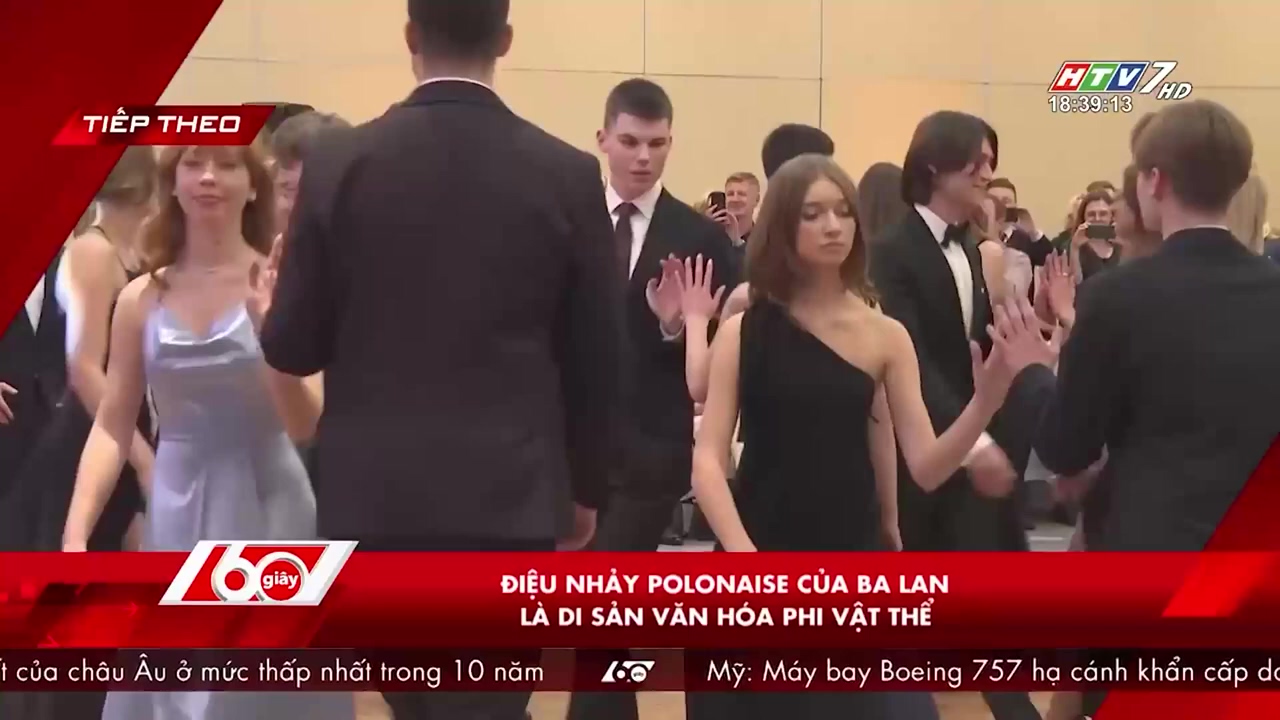 HTV7 HD
18:39:13
TIẾP THEO
60 giây
ĐIỆU NHẢY POLONAISE CỦA BA LAN
LÀ DI SẢN VĂN HÓA PHI VẬT THỂ
của châu Âu ở mức thấp nhất trong 10 năm
60 giây
Mỹ: Máy bay Boeing 757 hạ cánh khẩn cấp